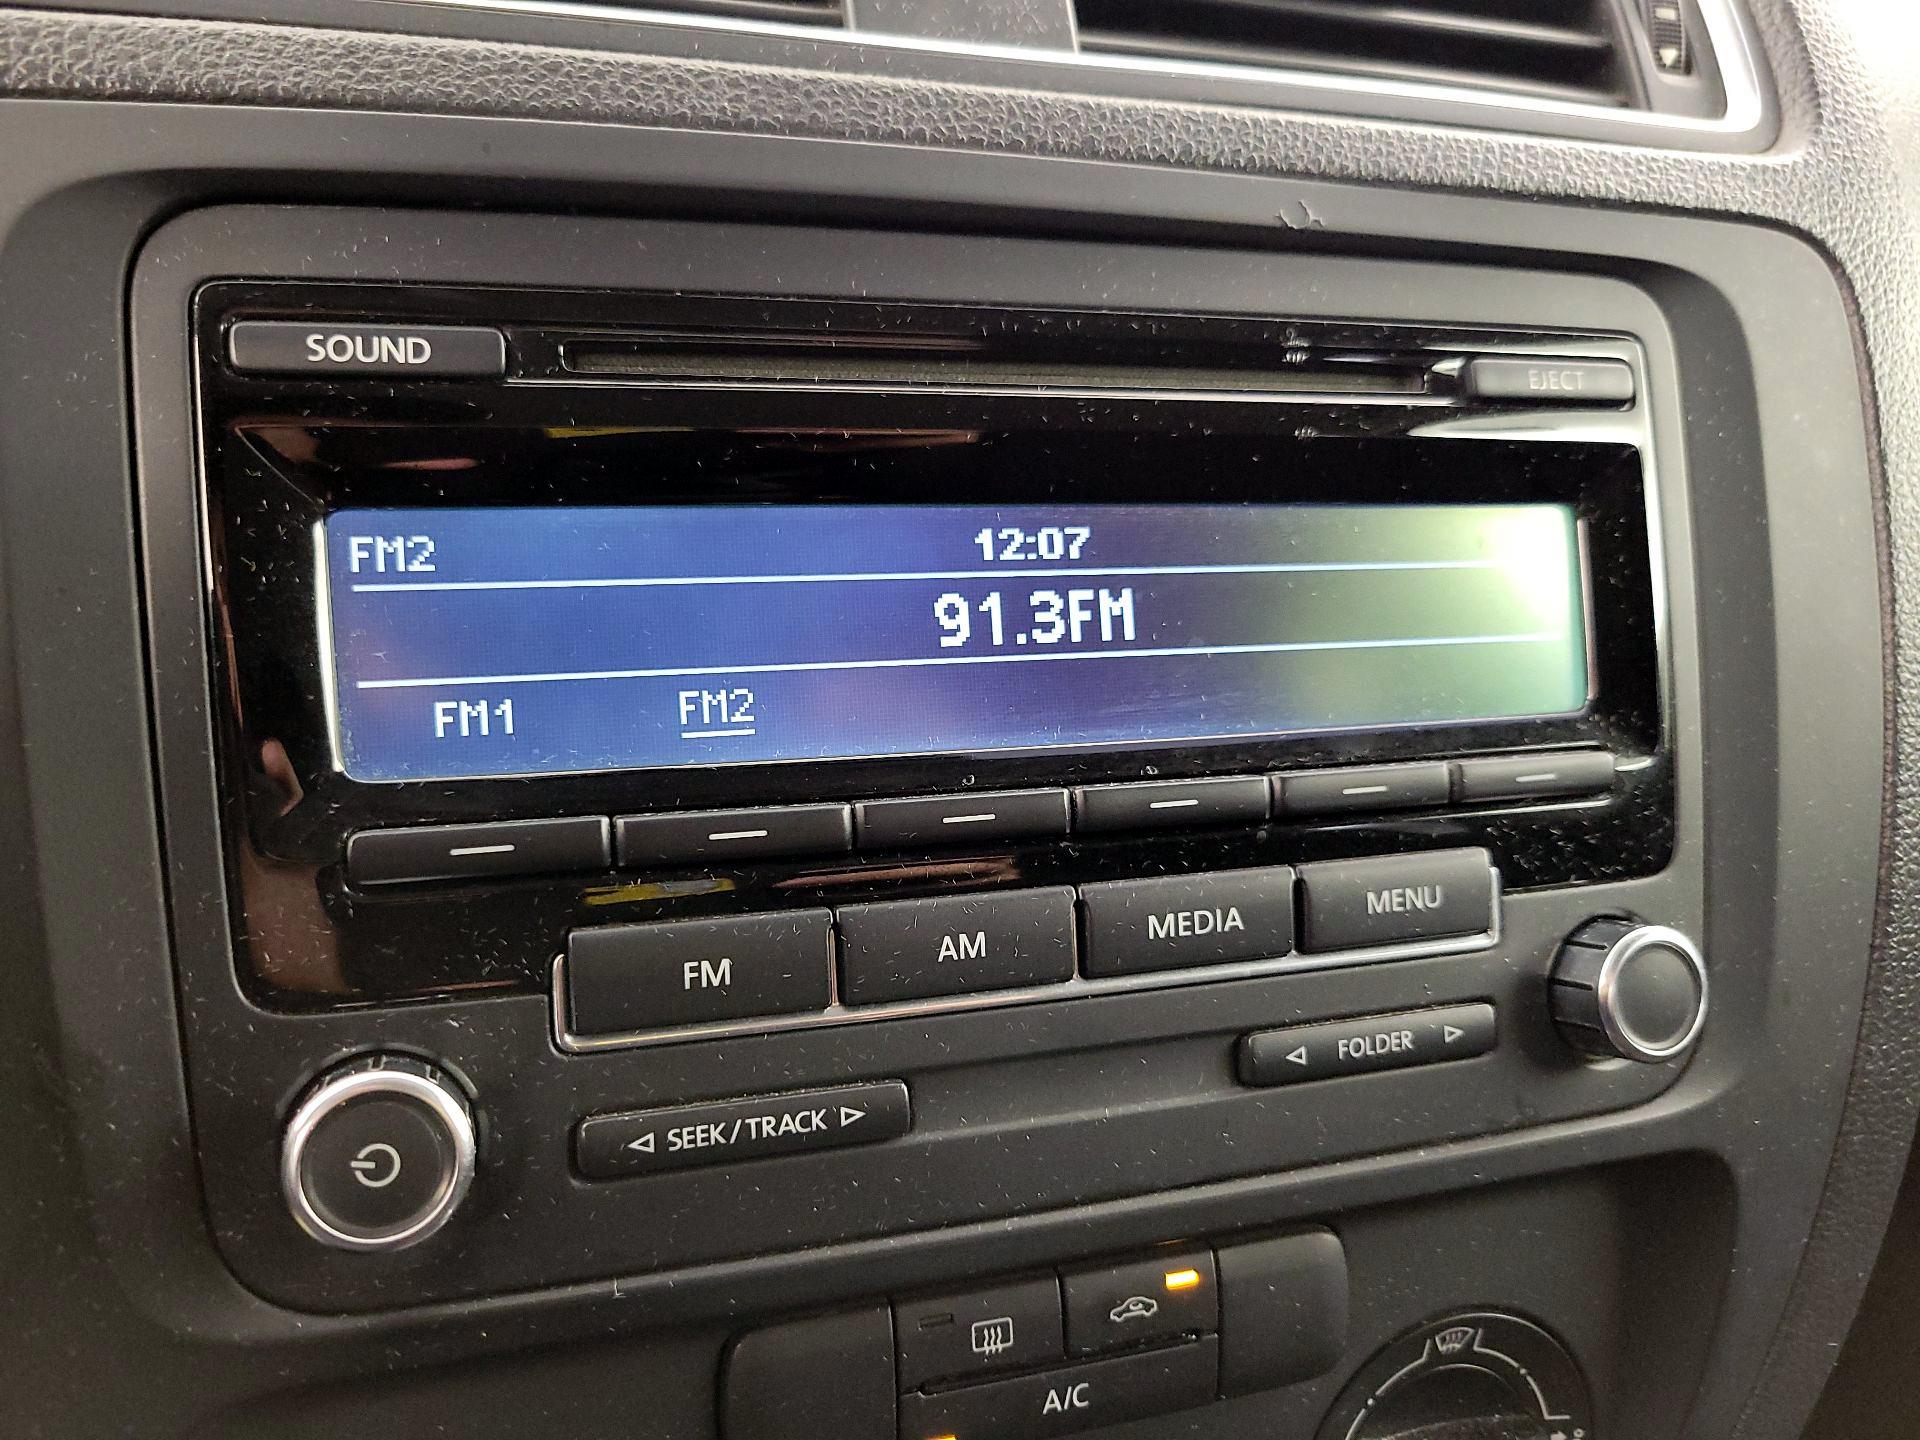 SOUND
EJECT
FM2 12:07
91.3FM
FM1 FM2
FM AM MEDIA MENU
SEEK/TRACK FOLDER
A/C